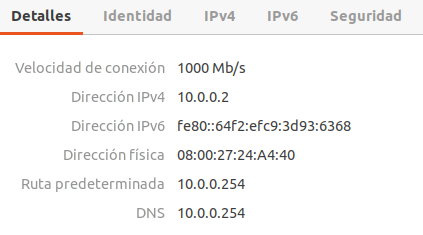 Detalles Identidad IPv4 IPv6 Seguridad
Velocidad de conexión 1000 Mb/s
Dirección IPv4 10.0.0.2
Dirección IPv6 fe80::64f2:efc9:3d93:6368
Dirección física 08:00:27:24:A4:40
Ruta predeterminada 10.0.0.254
DNS 10.0.0.254